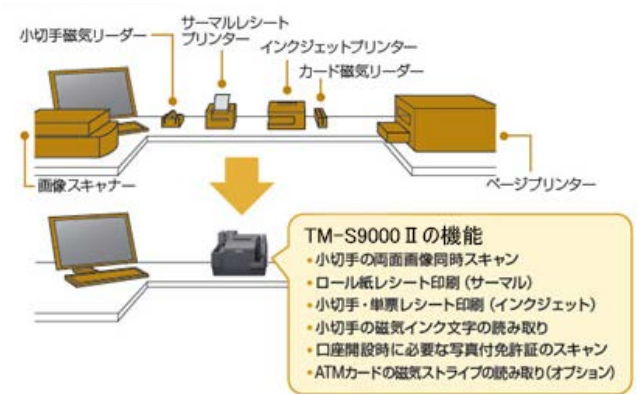 サーマルレシート
プリンター
小切手磁気リーダー
インクジェットプリンター
カード磁気リーダー
画像スキャナー
ページプリンター
TM-S9000Ⅱの機能
・小切手の両面画像同時スキャン
・ロール紙レシート印刷（サーマル）
・小切手・単票レシート印刷（インクジェット）
・小切手の磁気インク文字の読み取り
・口座開設時に必要な写真付免許証のスキャン
・ATMカードの磁気ストライプの読み取り（オプション）